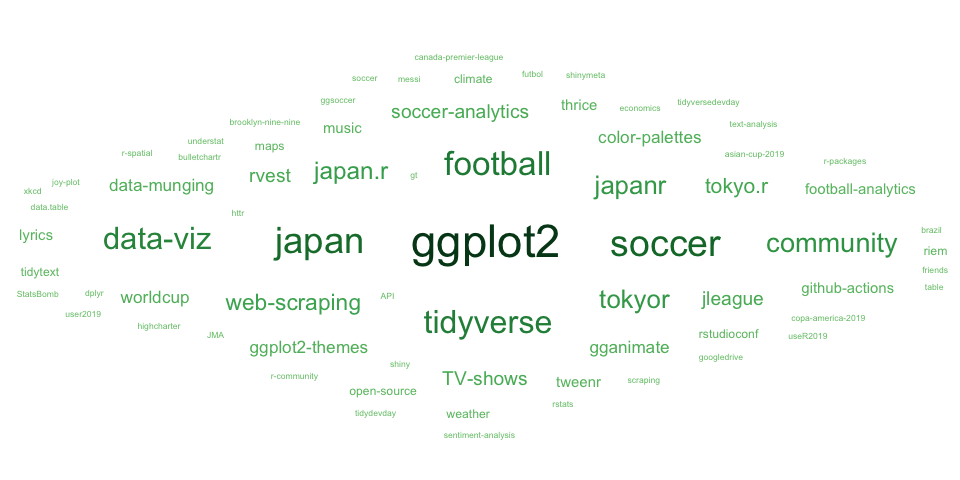 canada-premier-league
soccer
messi
climate
futbol
shinymeta
ggsoccer
soccer-analytics
thrice
economics
tidyversedevday
brooklyn-nine-nine
music
color-palettes
text-analysis
understat
maps
r-spatial
bulletchartr
asian-cup-2019
r-packages
xkcd
joy-plot
data-munging
rvest
japan.r
gt
football
japanr
tokyo.r
football-analytics
data.table
httr
lyrics
data-viz
japan
ggplot2
soccer
community
brazil
riem
tidytext
friends
StatsBomb
dplyr
worldcup
web-scraping
API
tokyor
jleague
github-actions
table
user2019
highcharter
JMA
tidyverse
copa-america-2019
rstudioconf
useR2019
ggplot2-themes
gganimate
googledrive
shiny
r-community
open-source
TV-shows
tweenr
scraping
tidydevday
weather
rstats
sentiment-analysis